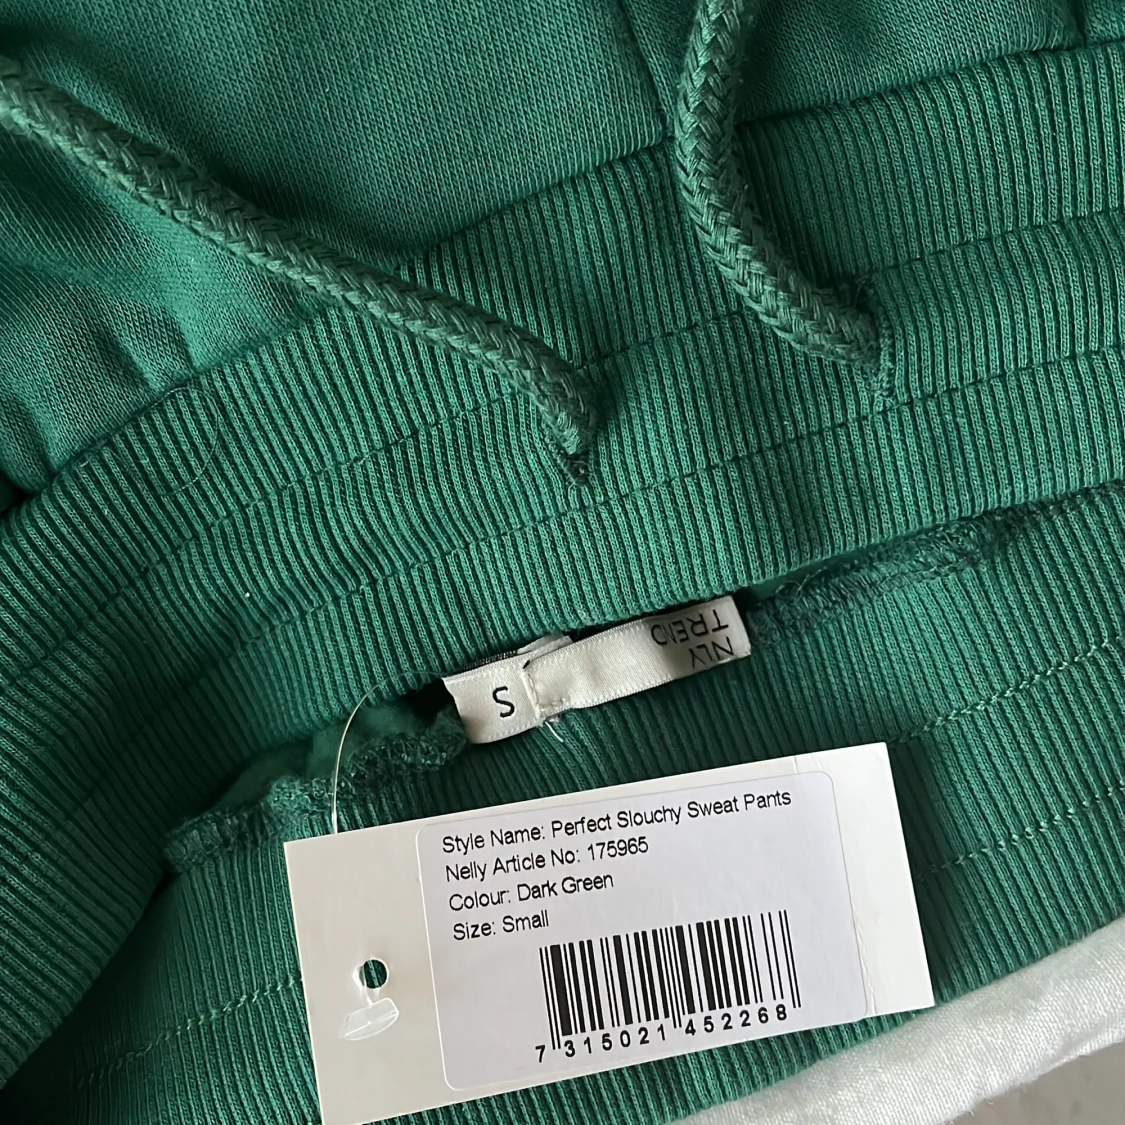 NLY
TREND
S
Style Name: Perfect Slouchy Sweat Pants
Nelly Article No: 175965
Colour: Dark Green
Size: Small
7 315021 452268